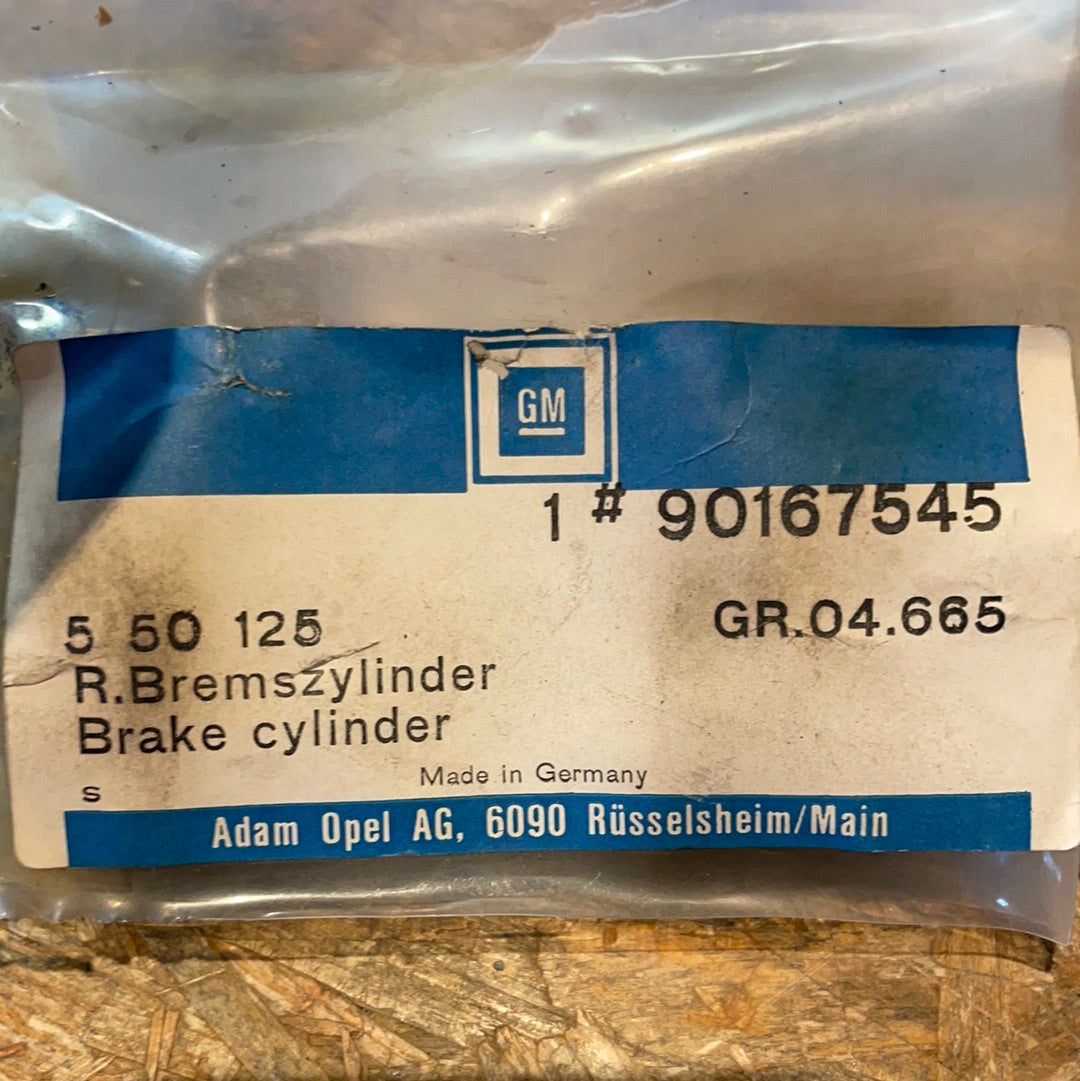 GM
1 # 90167545
5 50 125 GR.04.665
R.Bremszylinder
Brake cylinder
Made in Germany
S
Adam Opel AG, 6090 Rüsselsheim/Main